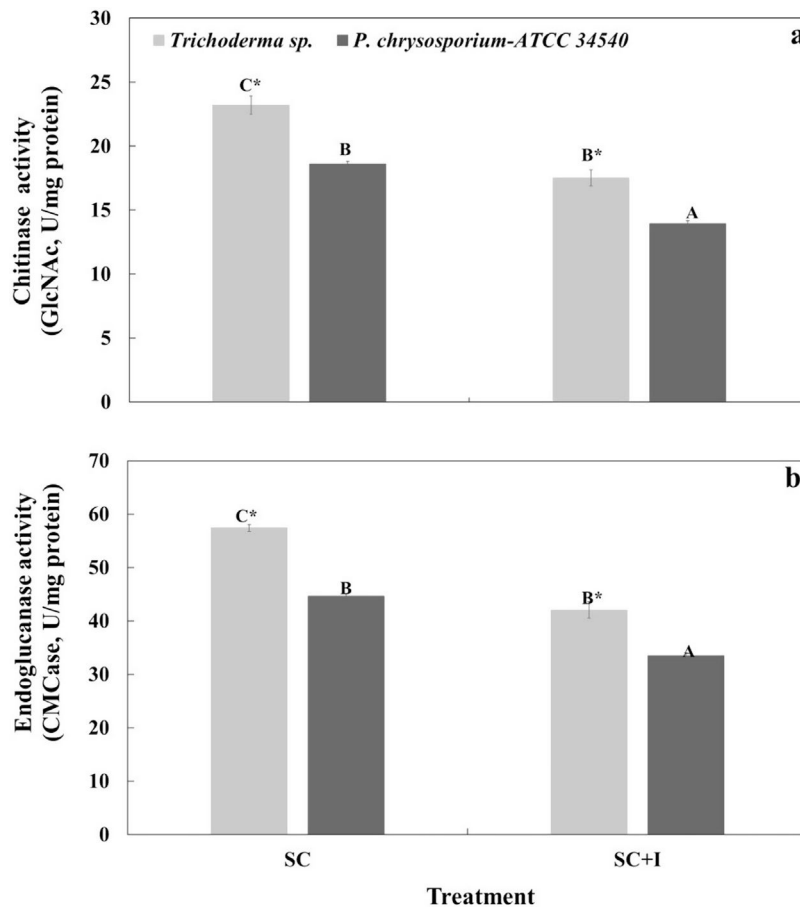 30
25
20
15
10
5
0
Chitinase activity
(GlcNAc, U/mg protein)
Trichoderma sp.
P. chrysosporium-ATCC 34540
a
C*
B
B*
A
70
60
50
40
30
20
10
0
Endoglucanase activity
(CMCase, U/mg protein)
b
C*
B
B*
A
SC
SC+I
Treatment